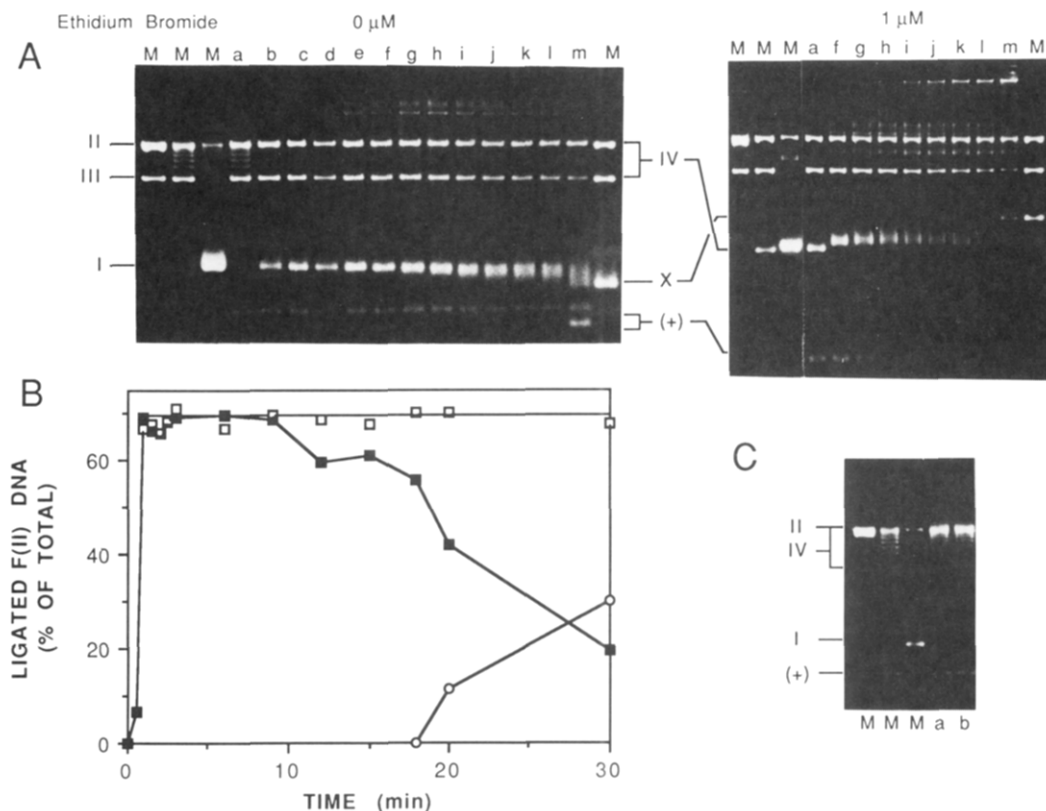 Ethidium Bromide 0 µM 1 µM
A
M M M a b c d e f g h i j k l m M
M M M a f g h i j k l m M
II
III
I
IV
X
(+)
B
LIGATED F(II) DNA
(% OF TOTAL)
60
40
20
0
0 10 20 30
TIME (min)
C
II
IV
I
(+)
M M M a b